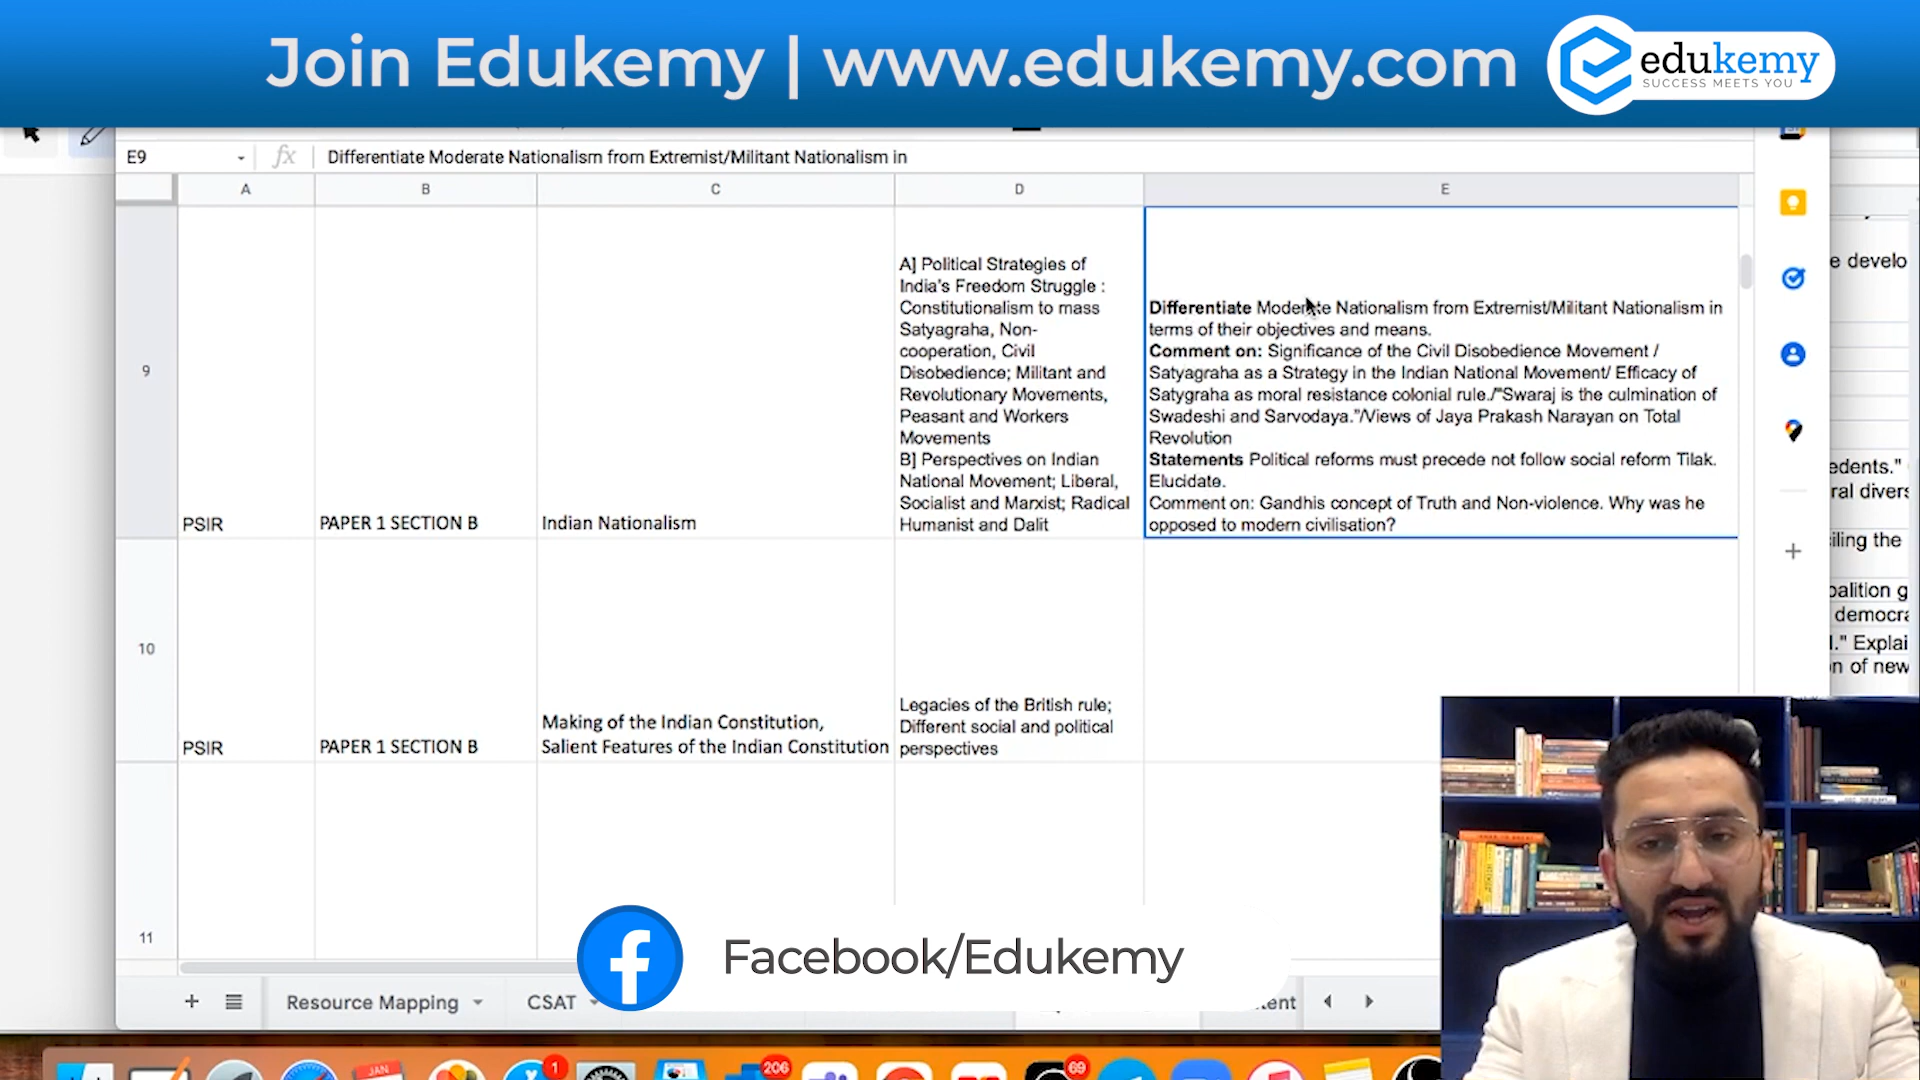 Join Edukemy | www.edukemy.com
edukemy
SUCCESS MEETS YOU
E9
fx
Differentiate Moderate Nationalism from Extremist/Militant Nationalism in
A
B
C
D
E
9
PSIR
PAPER 1 SECTION B
Indian Nationalism
A] Political Strategies of
India's Freedom Struggle :
Constitutionalism to mass
Satyagraha, Non-
cooperation, Civil
Disobedience; Militant and
Revolutionary Movements,
Peasant and Workers
Movements
B] Perspectives on Indian
National Movement; Liberal,
Socialist and Marxist; Radical
Humanist and Dalit
Differentiate Moderate Nationalism from Extremist/Militant Nationalism in
terms of their objectives and means.
Comment on: Significance of the Civil Disobedience Movement /
Satyagraha as a Strategy in the Indian National Movement/ Efficacy of
Satygraha as moral resistance colonial rule./"Swaraj is the culmination of
Swadeshi and Sarvodaya."/Views of Jaya Prakash Narayan on Total
Revolution
Statements Political reforms must precede not follow social reform Tilak.
Elucidate.
Comment on: Gandhis concept of Truth and Non-violence. Why was he
opposed to modern civilisation?
10
PSIR
PAPER 1 SECTION B
Making of the Indian Constitution,
Salient Features of the Indian Constitution
Legacies of the British rule;
Different social and political
perspectives
11
e develo
edents."
ral divers
iling the
oalition g
democra
." Explai
n of new
Facebook/Edukemy
Resource Mapping
CSAT
tent
JAN
1
206
69